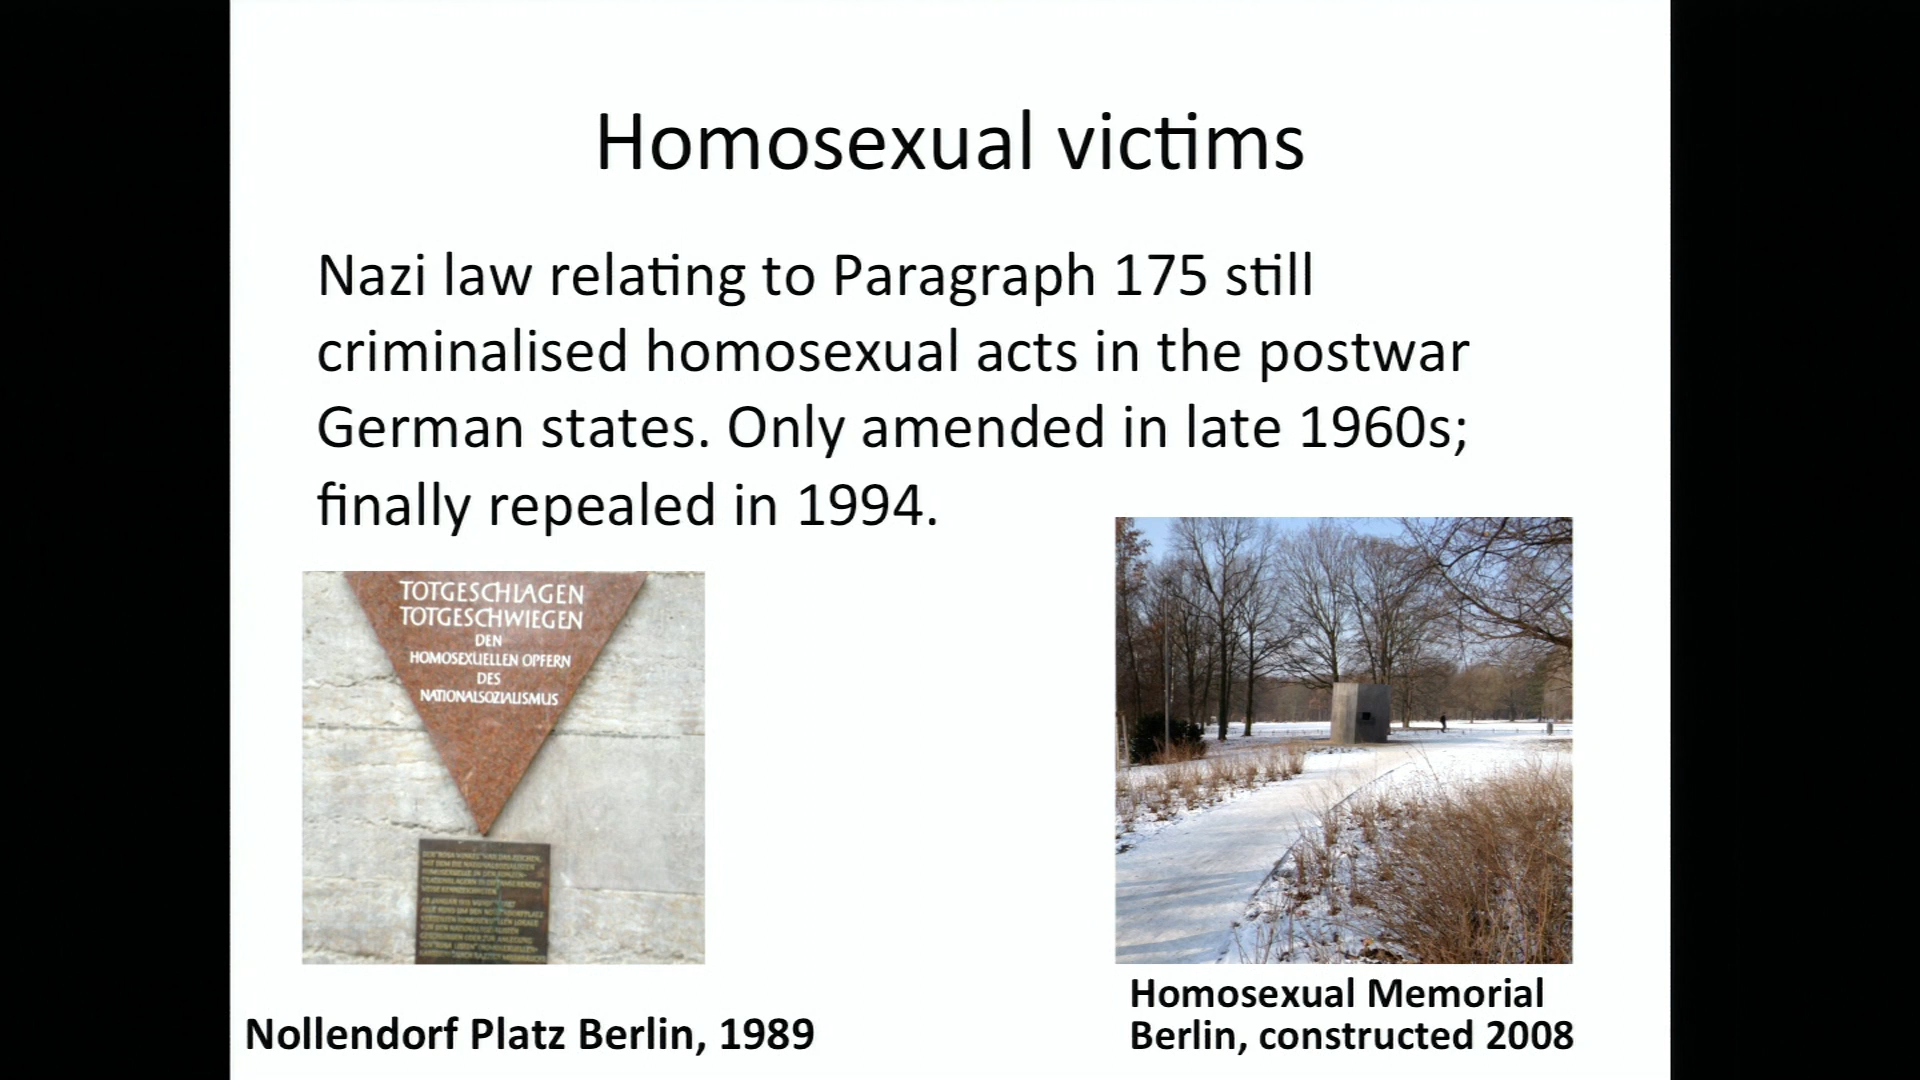 Homosexual victims
Nazi law relating to Paragraph 175 still
criminalised homosexual acts in the postwar
German states. Only amended in late 1960s;
finally repealed in 1994.
TOTGESCHLAGEN
TOTGESCHWIEGEN
DEN
HOMOSEXUELLEN OPFERN
DES
NATIONALSOZIALISMUS
Nollendorf Platz Berlin, 1989
Homosexual Memorial
Berlin, constructed 2008